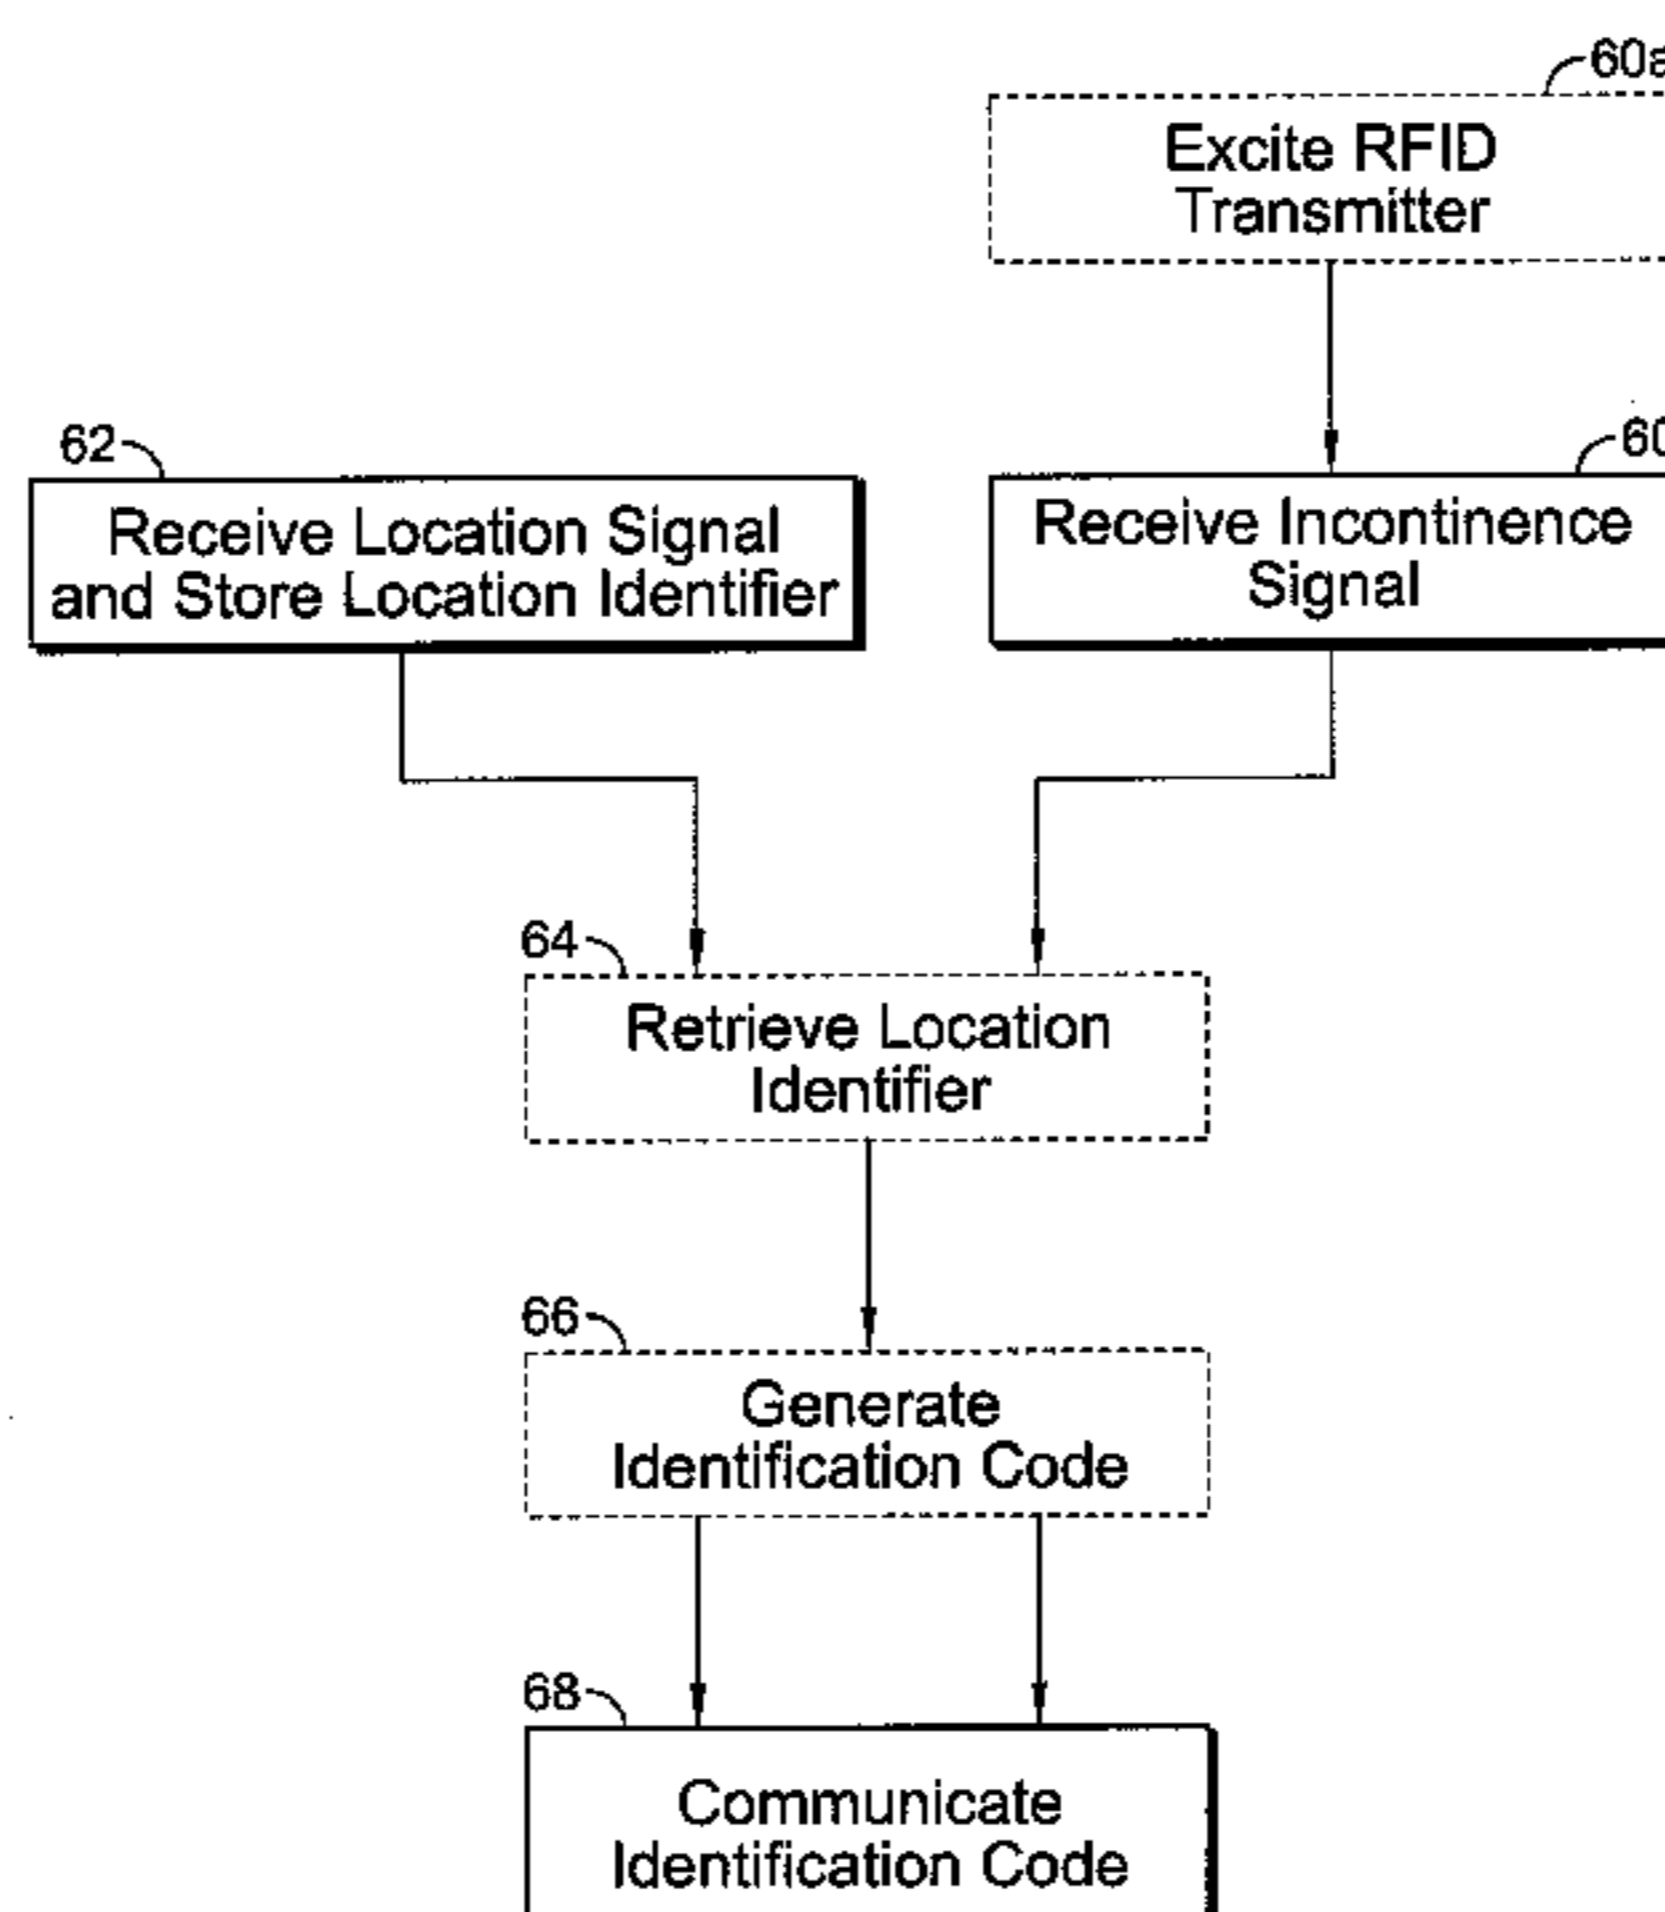 60a
Excite RFID
Transmitter
62
Receive Location Signal
and Store Location Identifier
60
Receive Incontinence
Signal
64
Retrieve Location
Identifier
66
Generate
Identification Code
68
Communicate
Identification Code